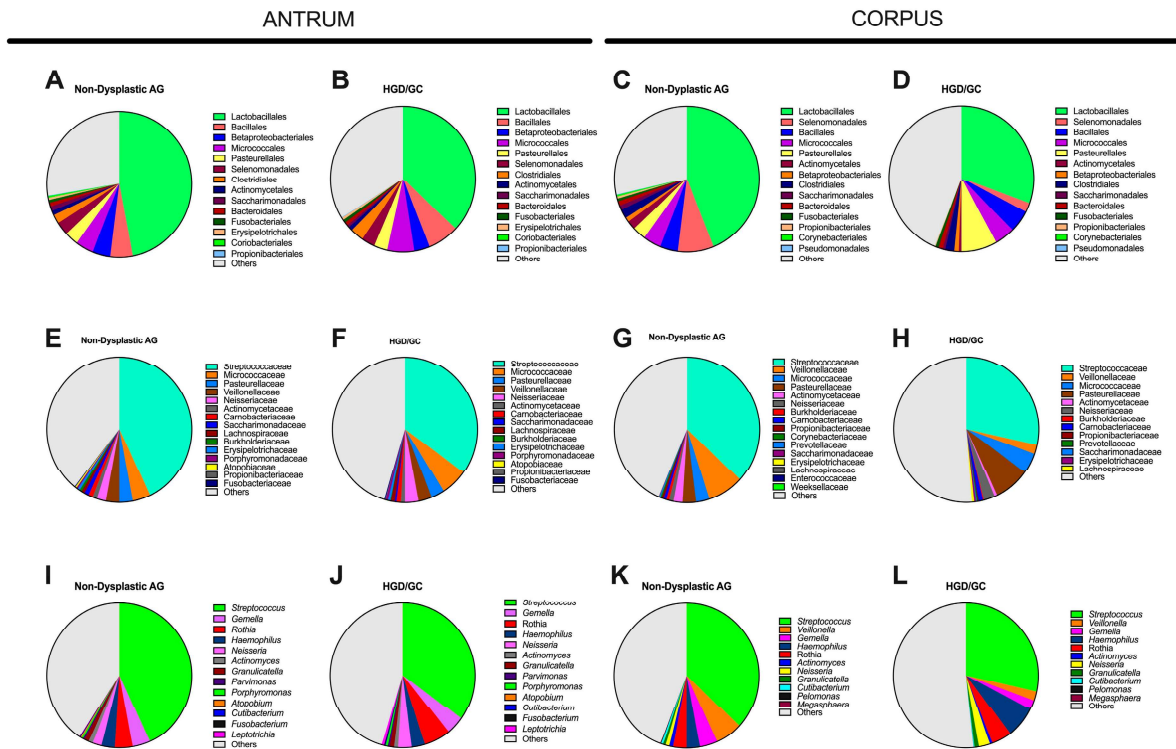 ANTRUM
CORPUS
A
Non-Dysplastic AG
Lactobacillales
Bacillales
Betaproteobacteriales
Micrococcales
Pasteurellales
Selenomonadales
Clostridiales
Actinomycetales
Saccharimonadales
Bacteroidales
Fusobacteriales
Erysipelotrichales
Coriobacteriales
Propionibacteriales
Others
B
HGD/GC
Lactobacillales
Bacillales
Betaproteobacteriales
Micrococcales
Pasteurellales
Selenomonadales
Clostridiales
Actinomycetales
Saccharimonadales
Bacteroidales
Fusobacteriales
Erysipelotrichales
Coriobacteriales
Propionibacteriales
Others
C
Non-Dysplastic AG
Lactobacillales
Selenomonadales
Bacillales
Micrococcales
Pasteurellales
Actinomycetales
Betaproteobacteriales
Clostridiales
Saccharimonadales
Bacteroidales
Fusobacteriales
Propionibacteriales
Corynebacteriales
Pseudomonadales
Others
D
HGD/GC
Lactobacillales
Selenomonadales
Bacillales
Micrococcales
Pasteurellales
Actinomycetales
Betaproteobacteriales
Clostridiales
Saccharimonadales
Bacteroidales
Fusobacteriales
Propionibacteriales
Corynebacteriales
Pseudomonadales
Others
E
Non-Dysplastic AG
Streptococcaceae
Micrococcaceae
Pasteurellaceae
Veillonellaceae
Neisseriaceae
Actinomycetaceae
Carnobacteriaceae
Saccharimonadaceae
Lachnospiraceae
Burkholderiaceae
Erysipelotrichaceae
Porphyromonadaceae
Atopobiaceae
Propionibacteriaceae
Fusobacteriaceae
Others
F
HGD/GC
Streptococcaceae
Micrococcaceae
Pasteurellaceae
Veillonellaceae
Neisseriaceae
Actinomycetaceae
Carnobacteriaceae
Saccharimonadaceae
Lachnospiraceae
Burkholderiaceae
Erysipelotrichaceae
Porphyromonadaceae
Atopobiaceae
Propionibacteriaceae
Fusobacteriaceae
Others
G
Non-Dysplastic AG
Streptococcaceae
Veillonellaceae
Micrococcaceae
Pasteurellaceae
Actinomycetaceae
Neisseriaceae
Burkholderiaceae
Carnobacteriaceae
Propionibacteriaceae
Corynebacteriaceae
Prevotellaceae
Saccharimonadaceae
Erysipelotrichaceae
Lachnospiraceae
Enterococcaceae
Weeksellaceae
Others
H
HGD/GC
Streptococcaceae
Veillonellaceae
Micrococcaceae
Pasteurellaceae
Actinomycetaceae
Neisseriaceae
Burkholderiaceae
Carnobacteriaceae
Propionibacteriaceae
Prevotellaceae
Saccharimonadaceae
Erysipelotrichaceae
Lachnospiraceae
Others
I
Non-Dysplastic AG
Streptococcus
Gemella
Rothia
Haemophilus
Neisseria
Actinomyces
Granulicatella
Parvimonas
Porphyromonas
Atopobium
Cutibacterium
Fusobacterium
Leptotrichia
Others
J
HGD/GC
Streptococcus
Gemella
Rothia
Haemophilus
Neisseria
Actinomyces
Granulicatella
Parvimonas
Porphyromonas
Atopobium
Cutibacterium
Fusobacterium
Leptotrichia
Others
K
Non-Dysplastic AG
Streptococcus
Veillonella
Gemella
Haemophilus
Rothia
Actinomyces
Neisseria
Granulicatella
Cutibacterium
Pelomonas
Megasphaera
Others
L
HGD/GC
Streptococcus
Veillonella
Gemella
Haemophilus
Rothia
Actinomyces
Neisseria
Granulicatella
Cutibacterium
Pelomonas
Megasphaera
Others